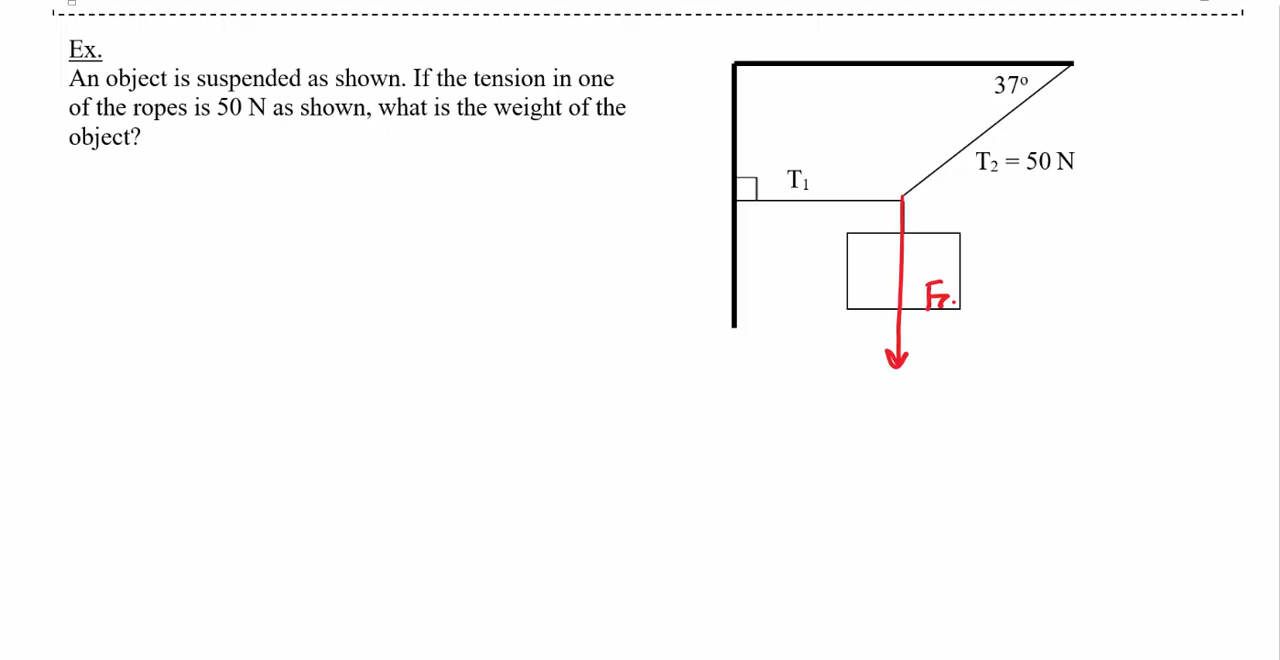 Ex.
An object is suspended as shown. If the tension in one
of the ropes is 50 N as shown, what is the weight of the
object?
37º
T₂ = 50 N
T₁